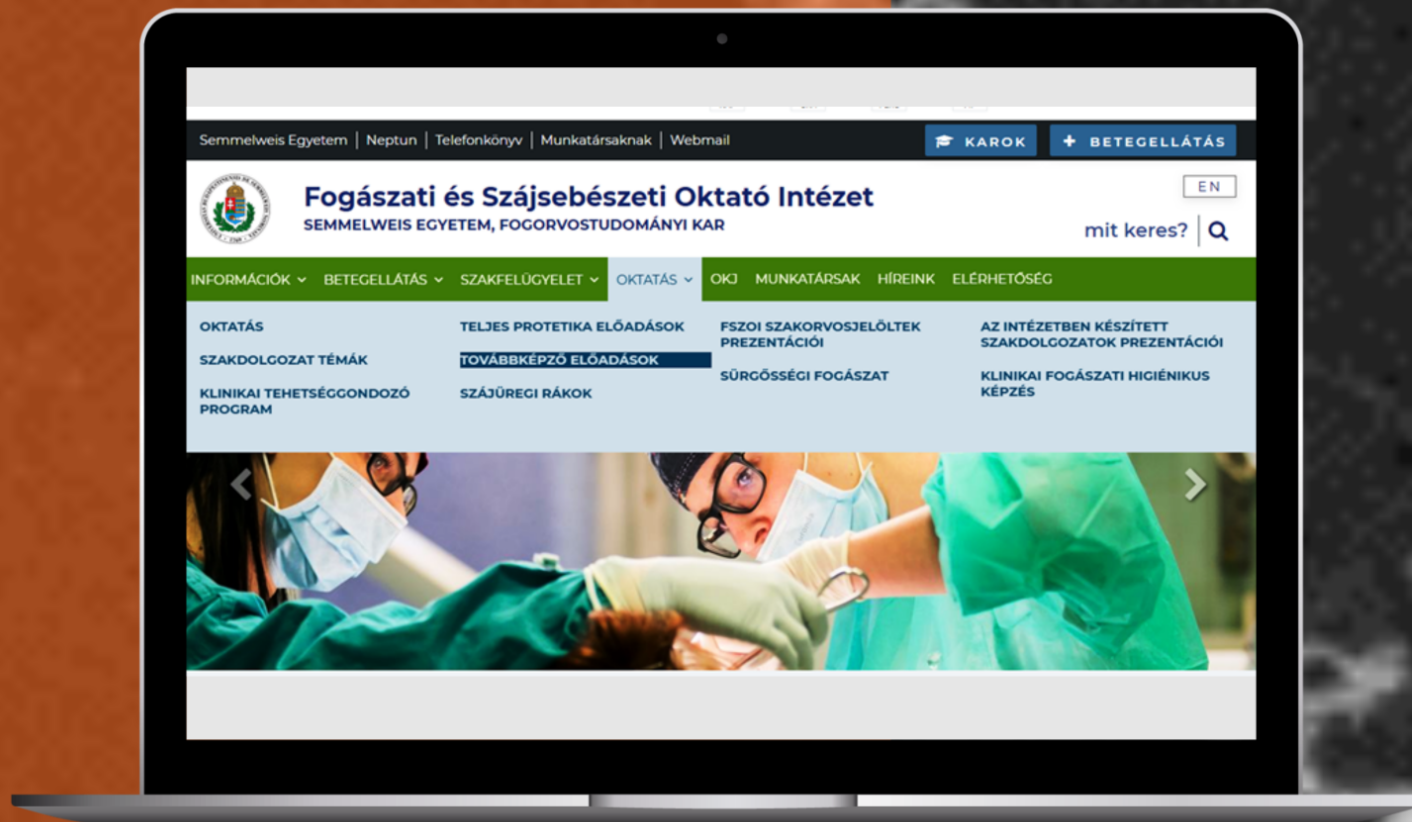 Semmelweis Egyetem | Neptun | Telefonkönyv | Munkatársaknak | Webmail
KAROK
BETEGELLÁTÁS
Fogászati és Szájsebészeti Oktató Intézet
SEMMELWEIS EGYETEM, FOGORVOSTUDOMÁNYI KAR
EN
mit keres?
INFORMÁCIÓK BETEGELLÁTÁS SZAKFELÜGYELET OKTATÁS OKJ MUNKATÁRSAK HÍREINK ELÉRHETŐSÉG
OKTATÁS
SZAKDOLGOZAT TÉMÁK
KLINIKAI TEHETSÉGGONDOZÓ
PROGRAM
TELJES PROTETIKA ELŐADÁSOK
TOVÁBBKÉPZŐ ELŐADÁSOK
SZÁJÜREGI RÁKOK
FSZOI SZAKORVOSJELÖLTEK
PREZENTÁCIÓI
SÜRGŐSSÉGI FOGÁSZAT
AZ INTÉZETBEN KÉSZÍTETT
SZAKDOLGOZATOK PREZENTÁCIÓI
KLINIKAI FOGÁSZATI HIGIÉNIKUS
KÉPZÉS